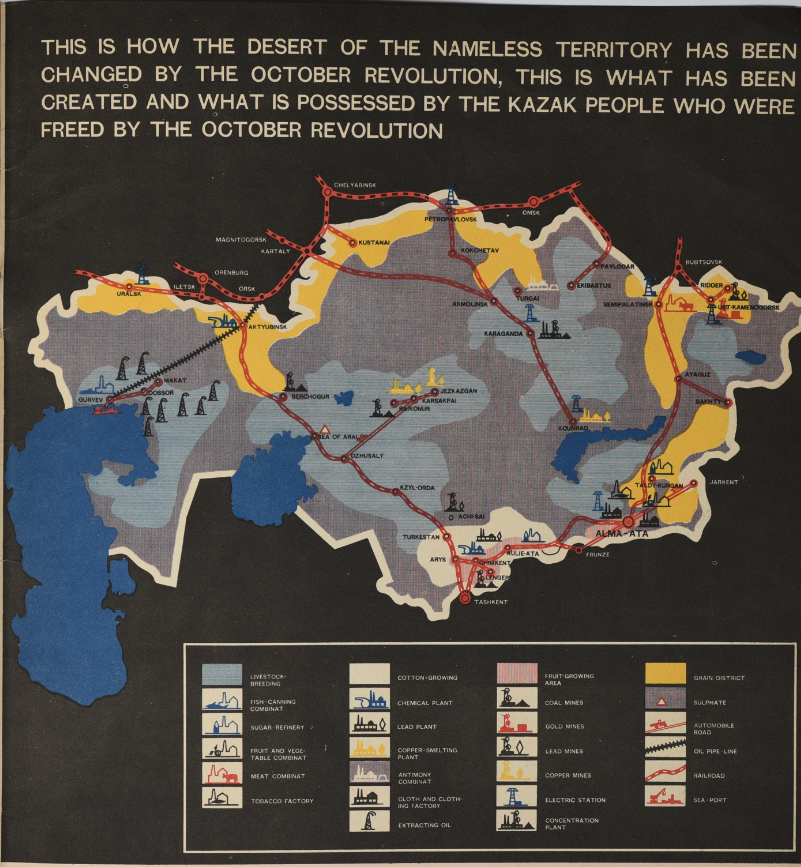 THIS IS HOW THE DESERT OF THE NAMELESS TERRITORY HAS BEEN
CHANGED BY THE OCTOBER REVOLUTION, THIS IS WHAT HAS BEEN
CREATED AND WHAT IS POSSESSED BY THE KAZAK PEOPLE WHO WERE
FREED BY THE OCTOBER REVOLUTION
CHELYABINSK
OMSK
PETROPAVLOVSK
MAGNITOGORSK
KUSTANAI
KARTALY
KOKCHETAV
RUBTSOVSK
PAVLODAR
ORENBURG
ILETSK
ORSK
URALSK
EKIBASTUS
RIDDER
TURGAI
AKMOLINSK
SEMIPALATINSK
UST-KAMENOGORSK
AKTYUBINSK
KARAGANDA
MAKAT
DOSSOR
GURYEV
BERCHOGUR
JEZKAZGAN
KARSAKPAI
BAIKONUR
AYAGUZ
BAKHTY
KOUNRAD
SEA OF ARAL
DZHUSALY
KZYL-ORDA
TALDY-KURGAN
JARKENT
ACHI-SAI
ALMA-ATA
TURKESTAN
AULIE-ATA
FRUNZE
ARYS
CHIMKENT
LENGER
TASHKENT
LIVESTOCK-
BREEDING
COTTON-GROWING
FRUIT-GROWING
AREA
GRAIN DISTRICT
FISH-CANNING
COMBINAT
CHEMICAL PLANT
COAL MINES
SULPHATE
SUGAR-REFINERY
LEAD PLANT
GOLD MINES
AUTOMOBILE
ROAD
FRUIT AND VEGE-
TABLE COMBINAT
COPPER-SMELTING
PLANT
LEAD MINES
OIL PIPE-LINE
MEAT COMBINAT
ANTIMONY
COMBINAT
COPPER MINES
RAILROAD
TOBACCO FACTORY
CLOTH AND CLOTH-
ING FACTORY
ELECTRIC STATION
SEA-PORT
EXTRACTING OIL
CONCENTRATION
PLANT